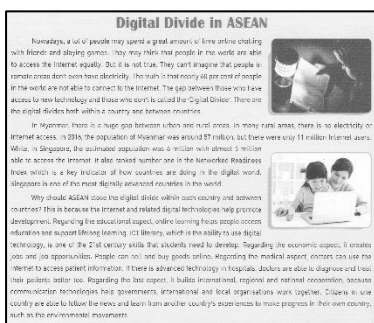 Digital Divide in ASEAN
Nowadays, a lot of people may spend a great amount of time online chatting
with friends and playing games. They may think that people in the world are able
to access the Internet equally. But it is not true. They can't imagine that people in
remote areas don't even have electricity. The truth is that nearly 60 per cent of people
in the world are not able to connect to the Internet. The gap between those who have
access to new technology and those who don't is called the 'Digital Divide'. There are
the digital divides both within a country and between countries.
In Myanmar, there is a huge gap between urban and rural areas. In many rural areas, there is no electricity or
Internet access. In 2016, the population of Myanmar was around 57 million, but there were only 11 million Internet users.
While, in Singapore, the estimated population was 6 million with almost 5 million
able to access the Internet. It also ranked number one in the Networked Readiness
Index which is a key indicator of how countries are doing in the digital world.
Singapore is one of the most digitally advanced countries in the world.
Why should ASEAN close the digital divide within each country and between
countries? This is because the Internet and related digital technologies help promote
development. Regarding the educational aspect, online learning helps people access
education and support lifelong learning. ICT literacy, which is the ability to use digital
technology, is one of the 21st century skills that students need to develop. Regarding the economic aspect, it creates
jobs and job opportunities. People can sell and buy goods online. Regarding the medical aspect, doctors can use the
Internet to access patient information. If there is advanced technology in hospitals, doctors are able to diagnose and treat
their patients better too. Regarding the last aspect, it builds international, regional and national cooperation, because
communication technologies help governments, international and local organisations work together. Citizens in one
country are able to follow the news and learn from another country's experiences to make progress in their own country,
such as the environmental movements.